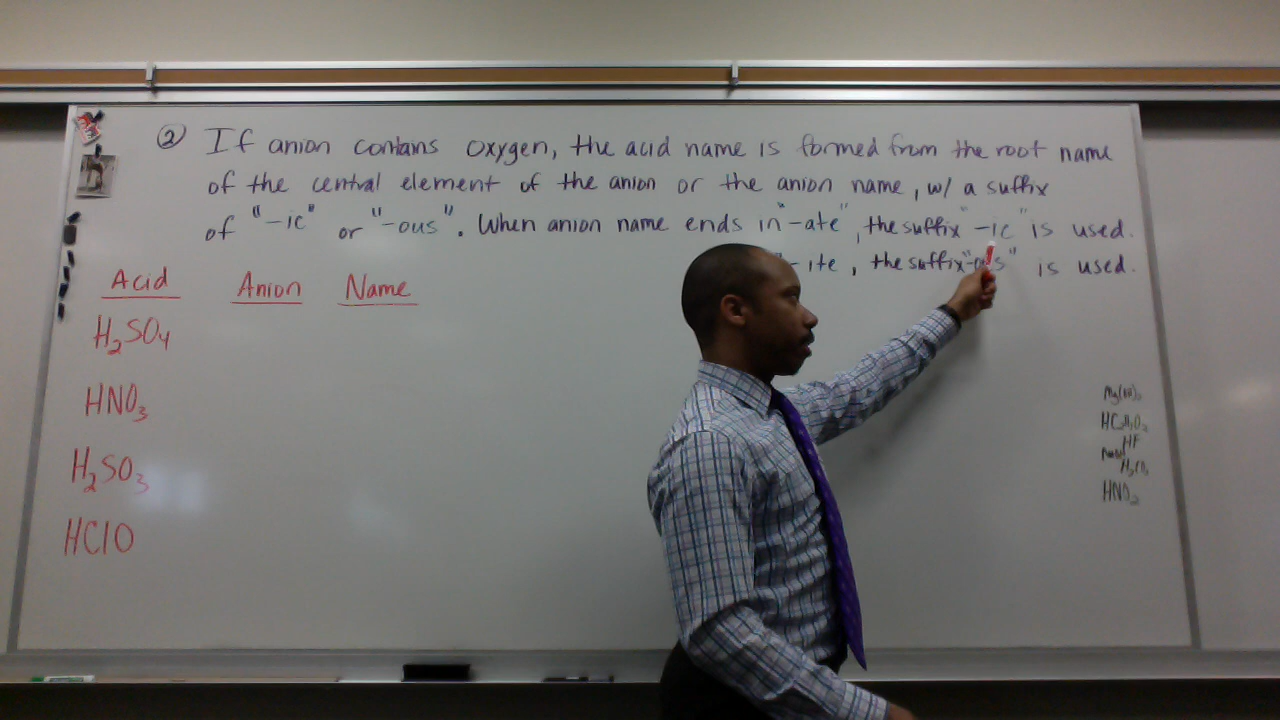 ② If anion contains oxygen, the acid name is formed from the root name
of the central element of the anion or the anion name, w/ a suffix
of "-ic" or "-ous". When anion name ends in "-ate", the suffix "-ic" is used.
"-ite, the suffix "-ous" is used.
Acid Anion Name
H₂SO₄
HNO₃
H₂SO₃
HClO
HF
HNO₂